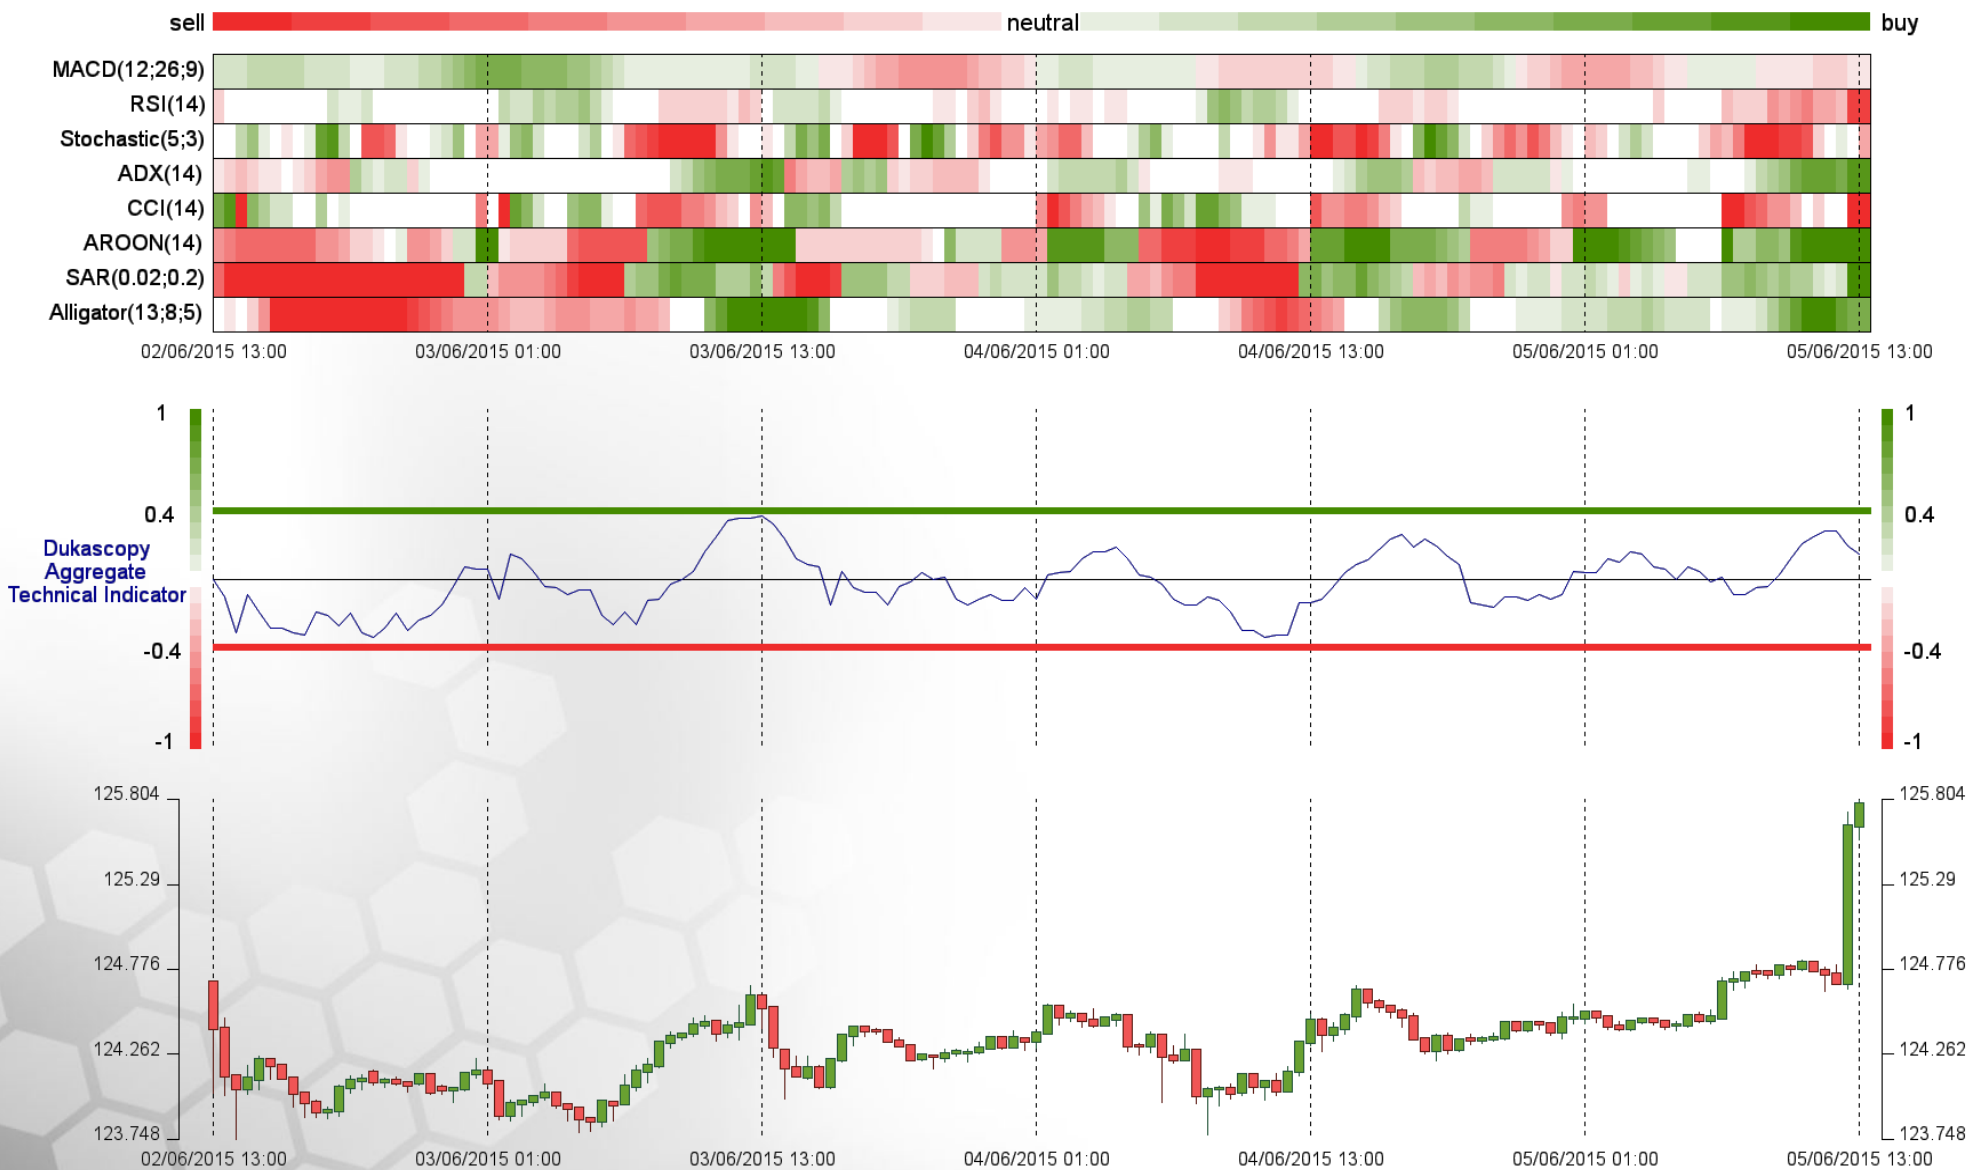 sell neutral buy
MACD(12;26;9)
RSI(14)
Stochastic(5;3)
ADX(14)
CCI(14)
AROON(14)
SAR(0.02;0.2)
Alligator(13;8;5)
02/06/2015 13:00 03/06/2015 01:00 03/06/2015 13:00 04/06/2015 01:00 04/06/2015 13:00 05/06/2015 01:00 05/06/2015 13:00
1 1
0.4 0.4
Dukascopy
Aggregate
Technical Indicator
-0.4 -0.4
-1 -1
125.804 125.804
125.29 125.29
124.776 124.776
124.262 124.262
123.748 123.748
02/06/2015 13:00 03/06/2015 01:00 03/06/2015 13:00 04/06/2015 01:00 04/06/2015 13:00 05/06/2015 01:00 05/06/2015 13:00